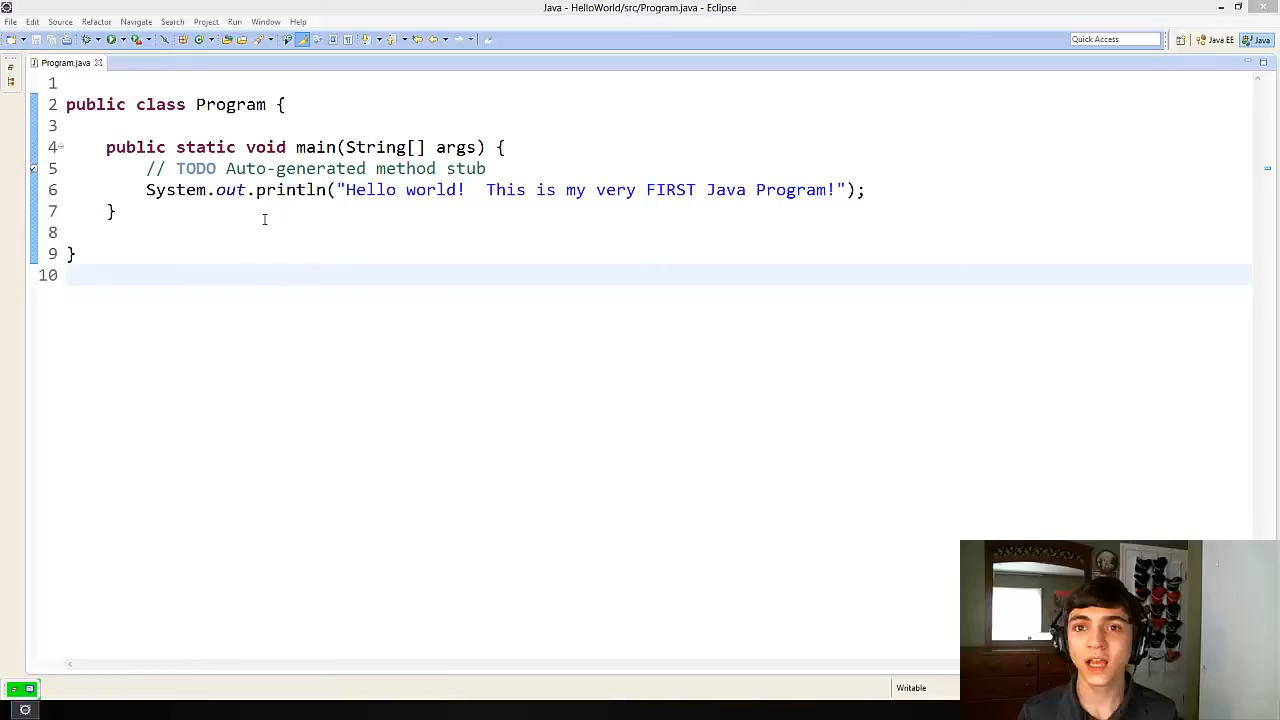 Java - HelloWorld/src/Program.java - Eclipse
File Edit Source Refactor Navigate Search Project Run Window Help
Quick Access
Java EE
Java
Program.java
1
2 public class Program {
3
4 public static void main(String[] args) {
5 // TODO Auto-generated method stub
6 System.out.println("Hello world!  This is my very FIRST Java Program!");
7 }
8
9 }
10
Writable